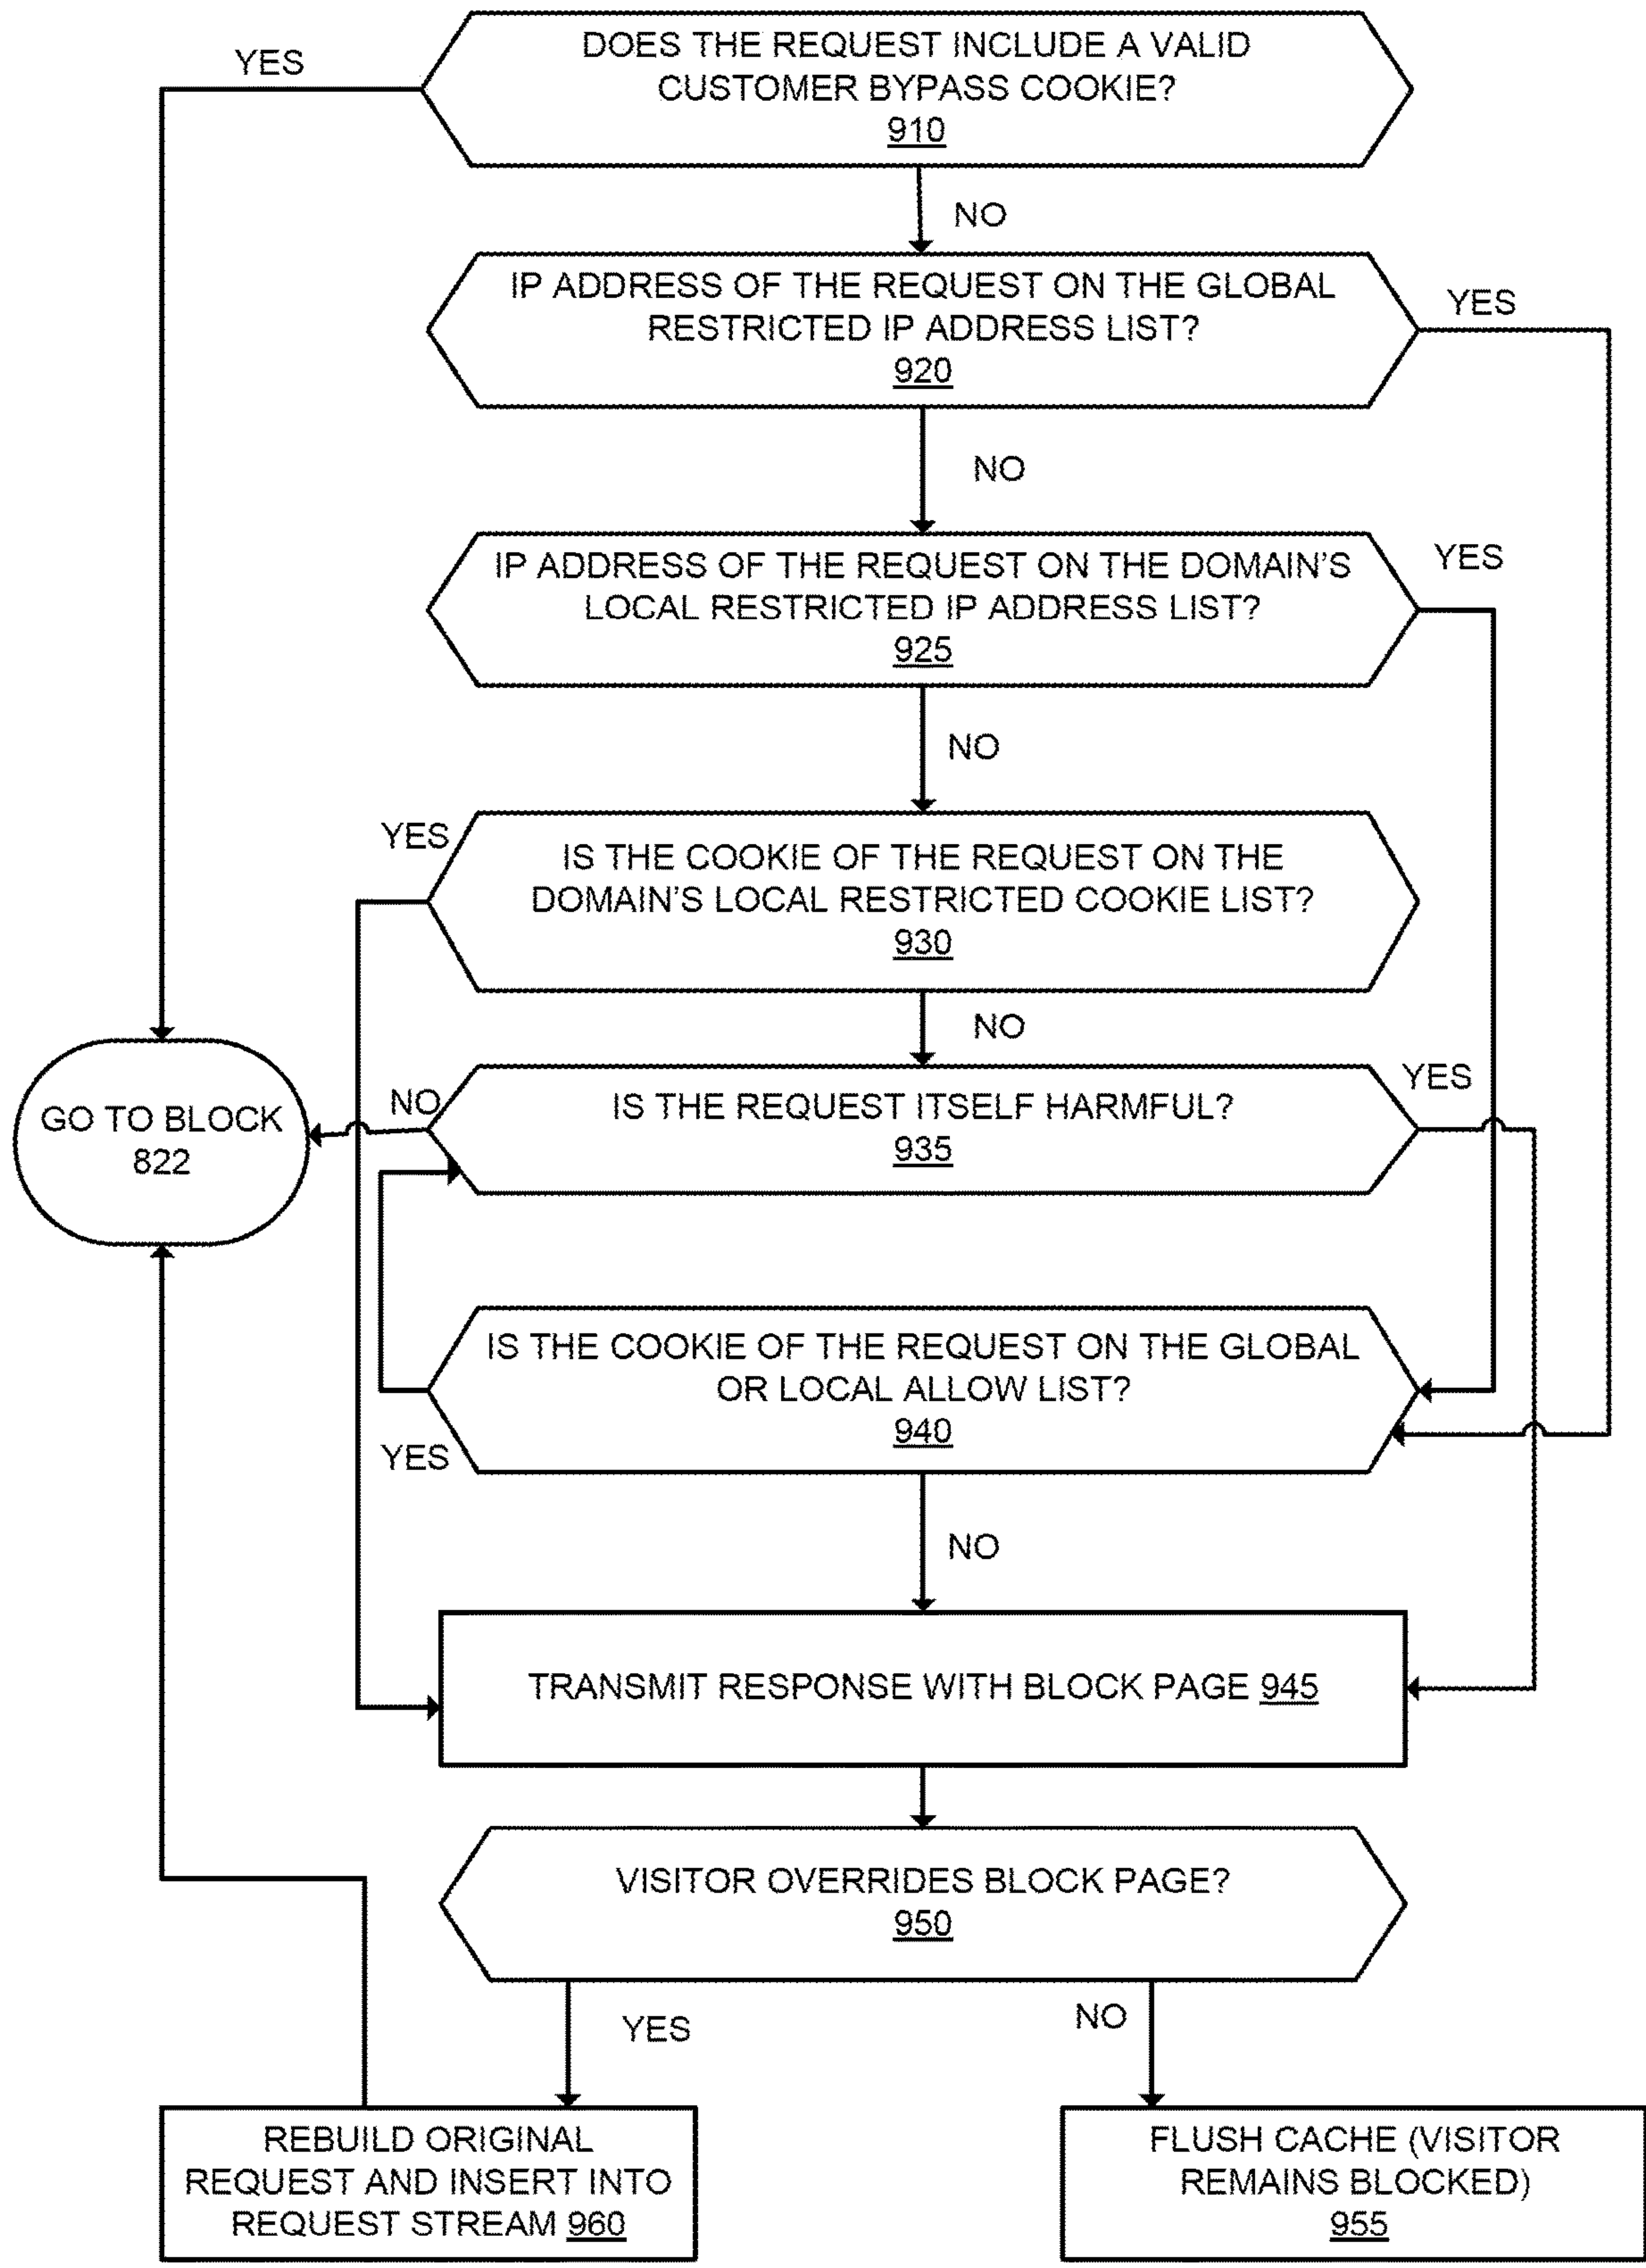 DOES THE REQUEST INCLUDE A VALID
CUSTOMER BYPASS COOKIE?
910
YES
NO
IP ADDRESS OF THE REQUEST ON THE GLOBAL
RESTRICTED IP ADDRESS LIST?
920
YES
NO
IP ADDRESS OF THE REQUEST ON THE DOMAIN'S
LOCAL RESTRICTED IP ADDRESS LIST?
925
YES
NO
YES
IS THE COOKIE OF THE REQUEST ON THE
DOMAIN'S LOCAL RESTRICTED COOKIE LIST?
930
NO
GO TO BLOCK
822
NO
IS THE REQUEST ITSELF HARMFUL?
935
YES
IS THE COOKIE OF THE REQUEST ON THE GLOBAL
OR LOCAL ALLOW LIST?
940
YES
NO
TRANSMIT RESPONSE WITH BLOCK PAGE 945
VISITOR OVERRIDES BLOCK PAGE?
950
YES
NO
REBUILD ORIGINAL
REQUEST AND INSERT INTO
REQUEST STREAM 960
FLUSH CACHE (VISITOR
REMAINS BLOCKED)
955